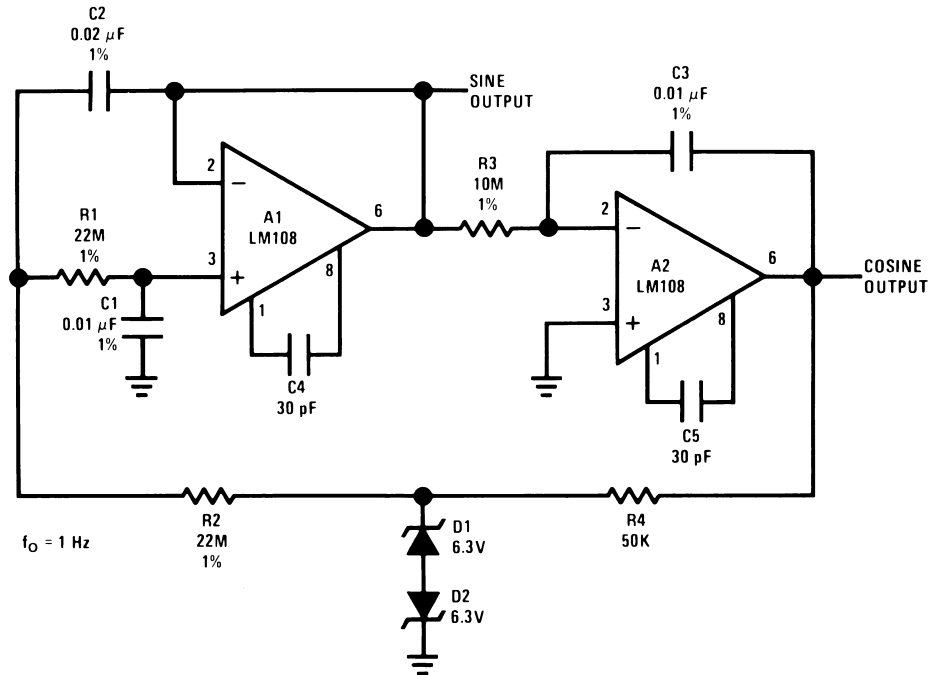 C2
0.02 μF
1%
SINE
OUTPUT
C3
0.01 μF
1%
2
−
A1
LM108
6
R3
10M
1%
2
−
R1
22M
1%
3
+
8
1
A2
LM108
6
COSINE
OUTPUT
C1
0.01 μF
1%
3
+
8
1
C4
30 pF
C5
30 pF
R2
22M
1%
D1
6.3V
R4
50K
fO = 1 Hz
D2
6.3V